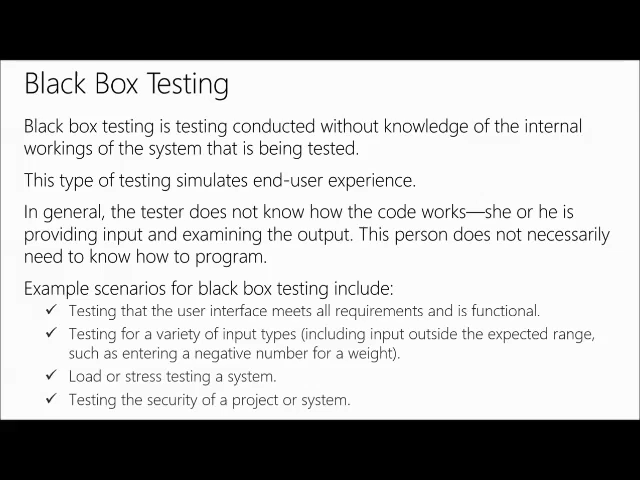 Black Box Testing
Black box testing is testing conducted without knowledge of the internal
workings of the system that is being tested.
This type of testing simulates end-user experience.
In general, the tester does not know how the code works—she or he is
providing input and examining the output. This person does not necessarily
need to know how to program.
Example scenarios for black box testing include:
✓ Testing that the user interface meets all requirements and is functional.
✓ Testing for a variety of input types (including input outside the expected range,
such as entering a negative number for a weight).
✓ Load or stress testing a system.
✓ Testing the security of a project or system.